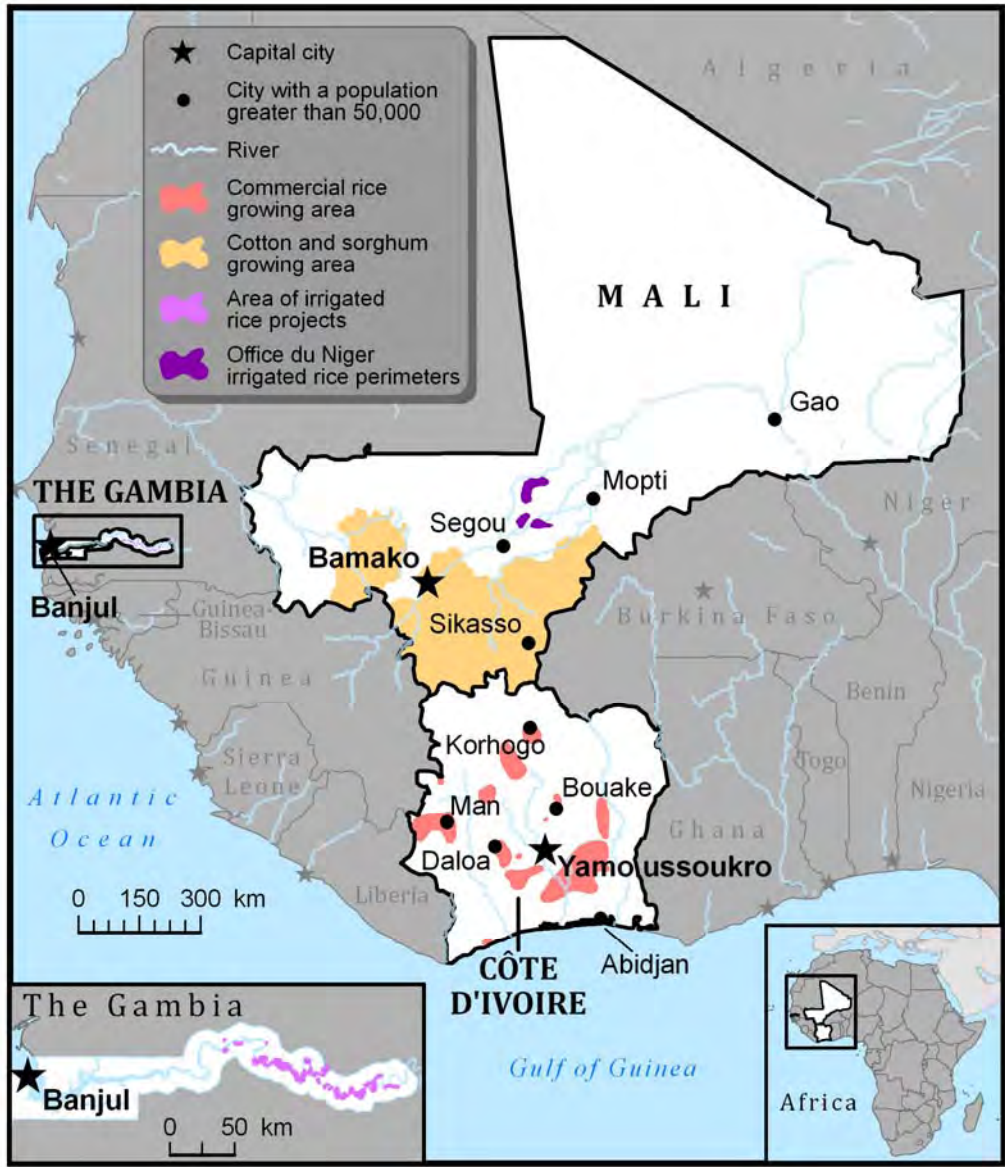 Capital city
City with a population
greater than 50,000
River
Commercial rice
growing area
Cotton and sorghum
growing area
Area of irrigated
rice projects
Office du Niger
irrigated rice perimeters
Algeria
MALI
Gao
Mopti
Segou
Senegal
THE GAMBIA
Niger
Bamako
Banjul
Guinea-
Bissau
Sikasso
Burkina Faso
Guinea
Benin
Korhogo
Sierra
Leone
Togo
Bouake
Nigeria
Atlantic
Ocean
Man
Ghana
Daloa
Yamoussoukro
Liberia
0 150 300 km
Abidjan
CÔTE
D'IVOIRE
The Gambia
Gulf of Guinea
Banjul
0 50 km
Africa